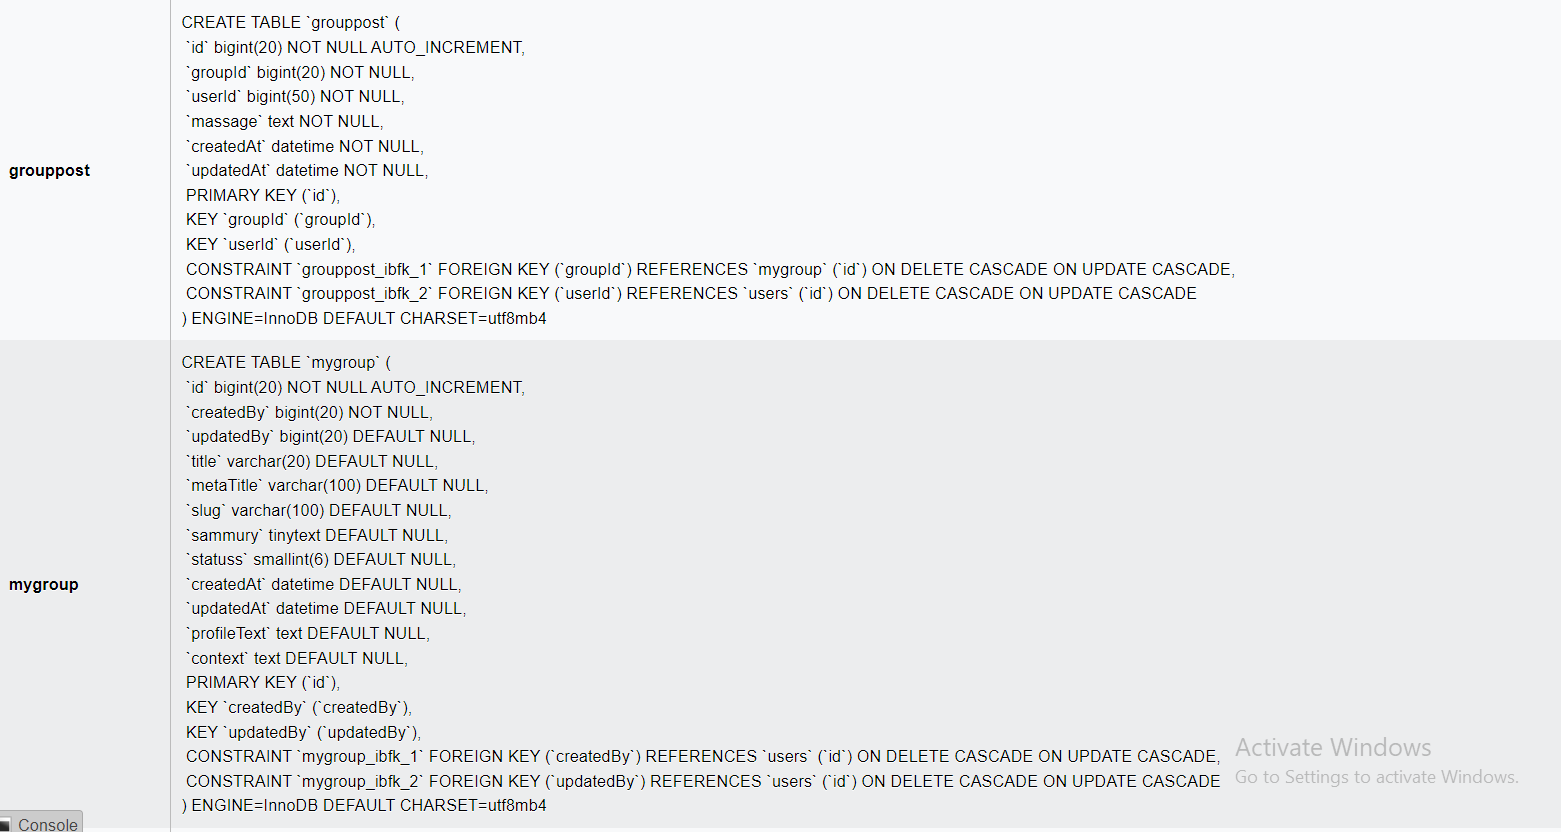 grouppost
CREATE TABLE `grouppost` (
`id` bigint(20) NOT NULL AUTO_INCREMENT,
`groupId` bigint(20) NOT NULL,
`userId` bigint(50) NOT NULL,
`massage` text NOT NULL,
`createdAt` datetime NOT NULL,
`updatedAt` datetime NOT NULL,
PRIMARY KEY (`id`),
KEY `groupId` (`groupId`),
KEY `userId` (`userId`),
CONSTRAINT `grouppost_ibfk_1` FOREIGN KEY (`groupId`) REFERENCES `mygroup` (`id`) ON DELETE CASCADE ON UPDATE CASCADE,
CONSTRAINT `grouppost_ibfk_2` FOREIGN KEY (`userId`) REFERENCES `users` (`id`) ON DELETE CASCADE ON UPDATE CASCADE
) ENGINE=InnoDB DEFAULT CHARSET=utf8mb4
mygroup
CREATE TABLE `mygroup` (
`id` bigint(20) NOT NULL AUTO_INCREMENT,
`createdBy` bigint(20) NOT NULL,
`updatedBy` bigint(20) DEFAULT NULL,
`title` varchar(20) DEFAULT NULL,
`metaTitle` varchar(100) DEFAULT NULL,
`slug` varchar(100) DEFAULT NULL,
`sammury` tinytext DEFAULT NULL,
`statuss` smallint(6) DEFAULT NULL,
`createdAt` datetime DEFAULT NULL,
`updatedAt` datetime DEFAULT NULL,
`profileText` text DEFAULT NULL,
`context` text DEFAULT NULL,
PRIMARY KEY (`id`),
KEY `createdBy` (`createdBy`),
KEY `updatedBy` (`updatedBy`),
CONSTRAINT `mygroup_ibfk_1` FOREIGN KEY (`createdBy`) REFERENCES `users` (`id`) ON DELETE CASCADE ON UPDATE CASCADE,
CONSTRAINT `mygroup_ibfk_2` FOREIGN KEY (`updatedBy`) REFERENCES `users` (`id`) ON DELETE CASCADE ON UPDATE CASCADE
) ENGINE=InnoDB DEFAULT CHARSET=utf8mb4
Activate Windows
Go to Settings to activate Windows.
Console